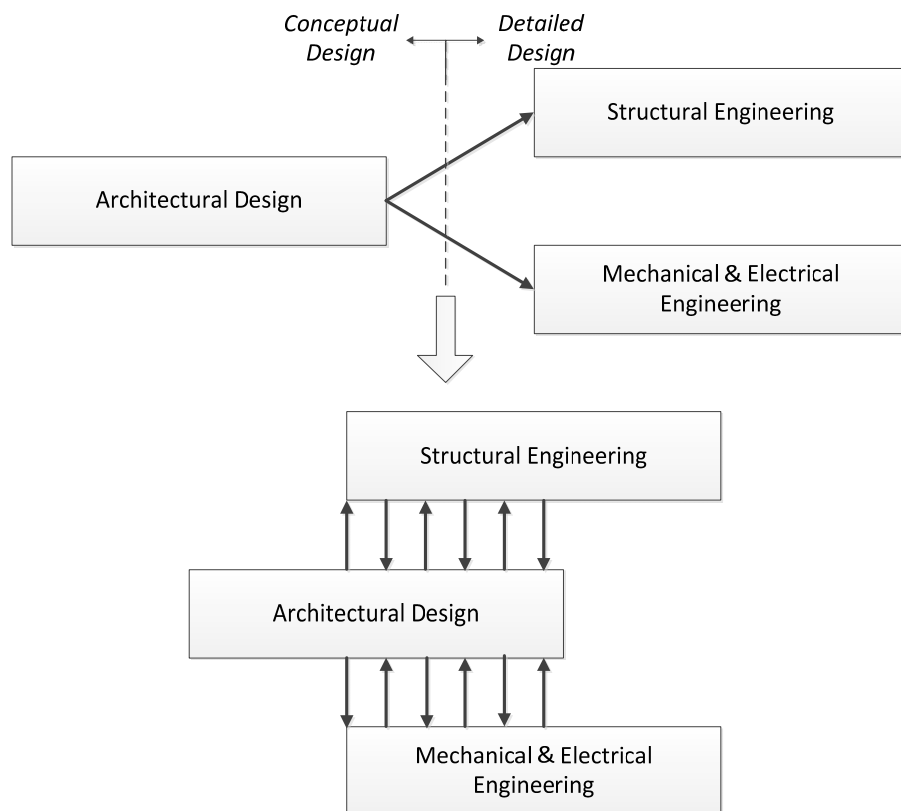 Conceptual
Design
Detailed
Design
Structural Engineering
Architectural Design
Mechanical & Electrical
Engineering
Structural Engineering
Architectural Design
Mechanical & Electrical
Engineering